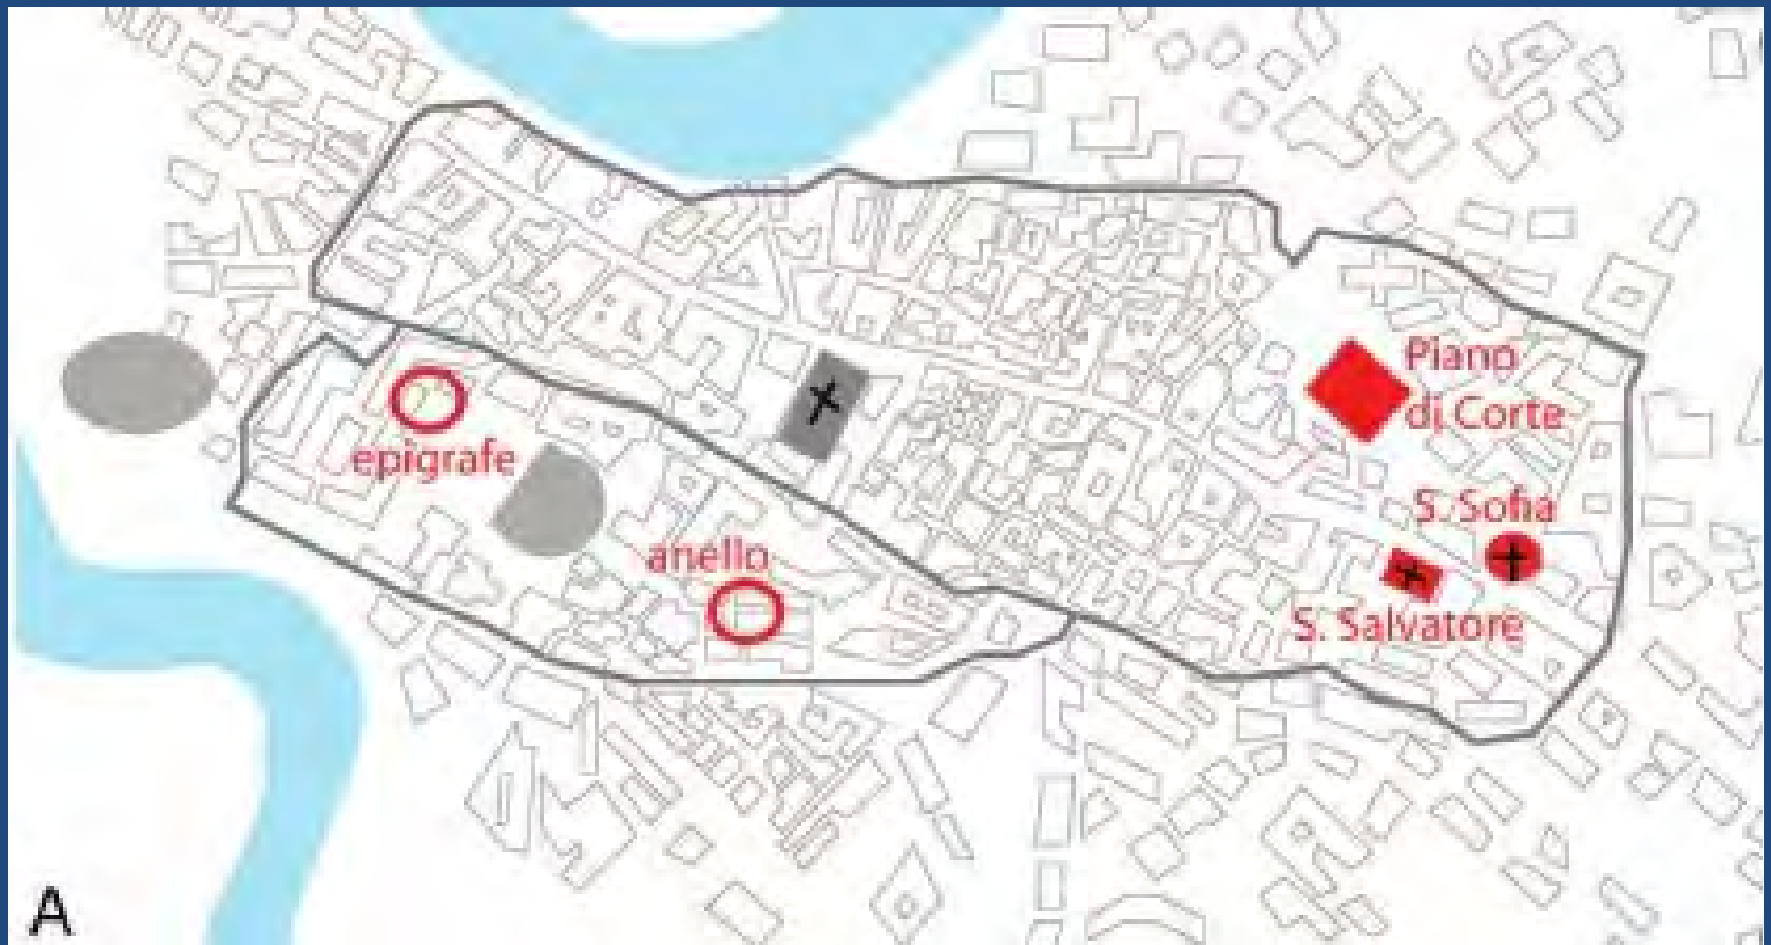 Piano
di Corte
epigrafe
S. Sofia
anello
S. Salvatore
A